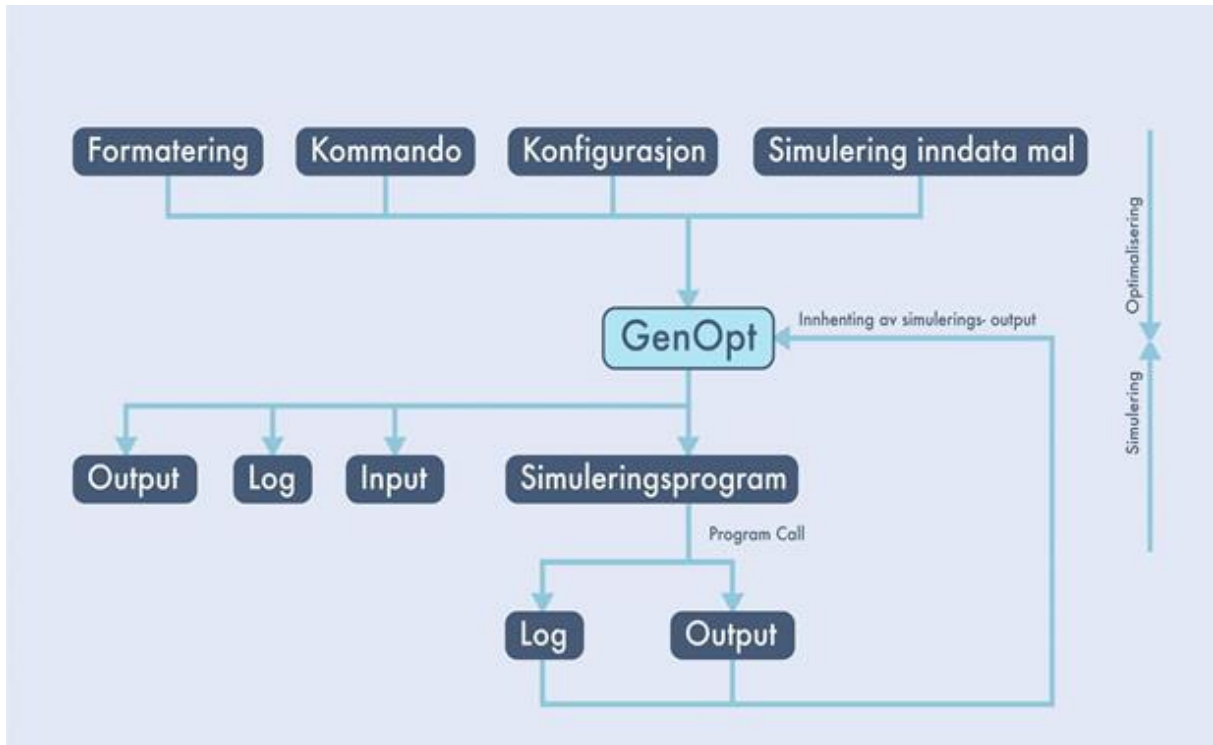 Formatering
Kommando
Konfigurasjon
Simulering inndata mal
Optimalisering
GenOpt
Innhenting av simulerings- output
Simulering
Output
Log
Input
Simuleringsprogram
Program Call
Log
Output